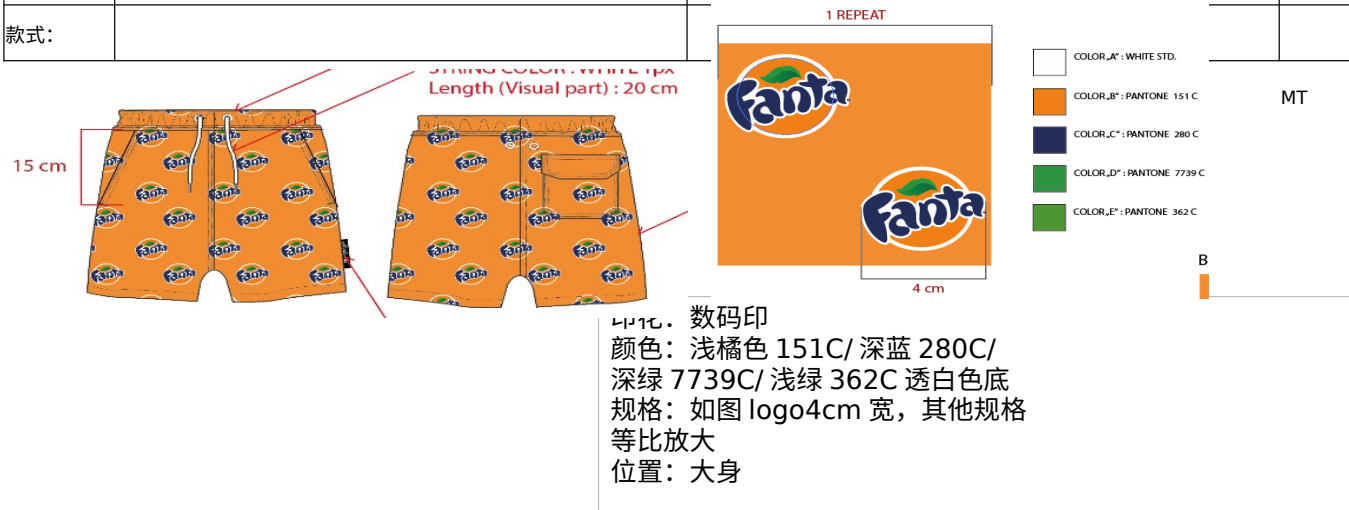 款式：
1 REPEAT
STRING COLOR : WHITE 1px
Length (Visual part) : 20 cm
15 cm
Fanta
Fanta
4 cm
COLOR„A” : WHITE STD.
COLOR„B” : PANTONE 151 C
COLOR„C” : PANTONE 280 C
COLOR„D” : PANTONE 7739 C
COLOR„E” : PANTONE 362 C
MT
B
印花：数码印
颜色：浅橘色 151C/ 深蓝 280C/
深绿 7739C/ 浅绿 362C 透白色底
规格：如图 logo4cm 宽，其他规格
等比放大
位置：大身